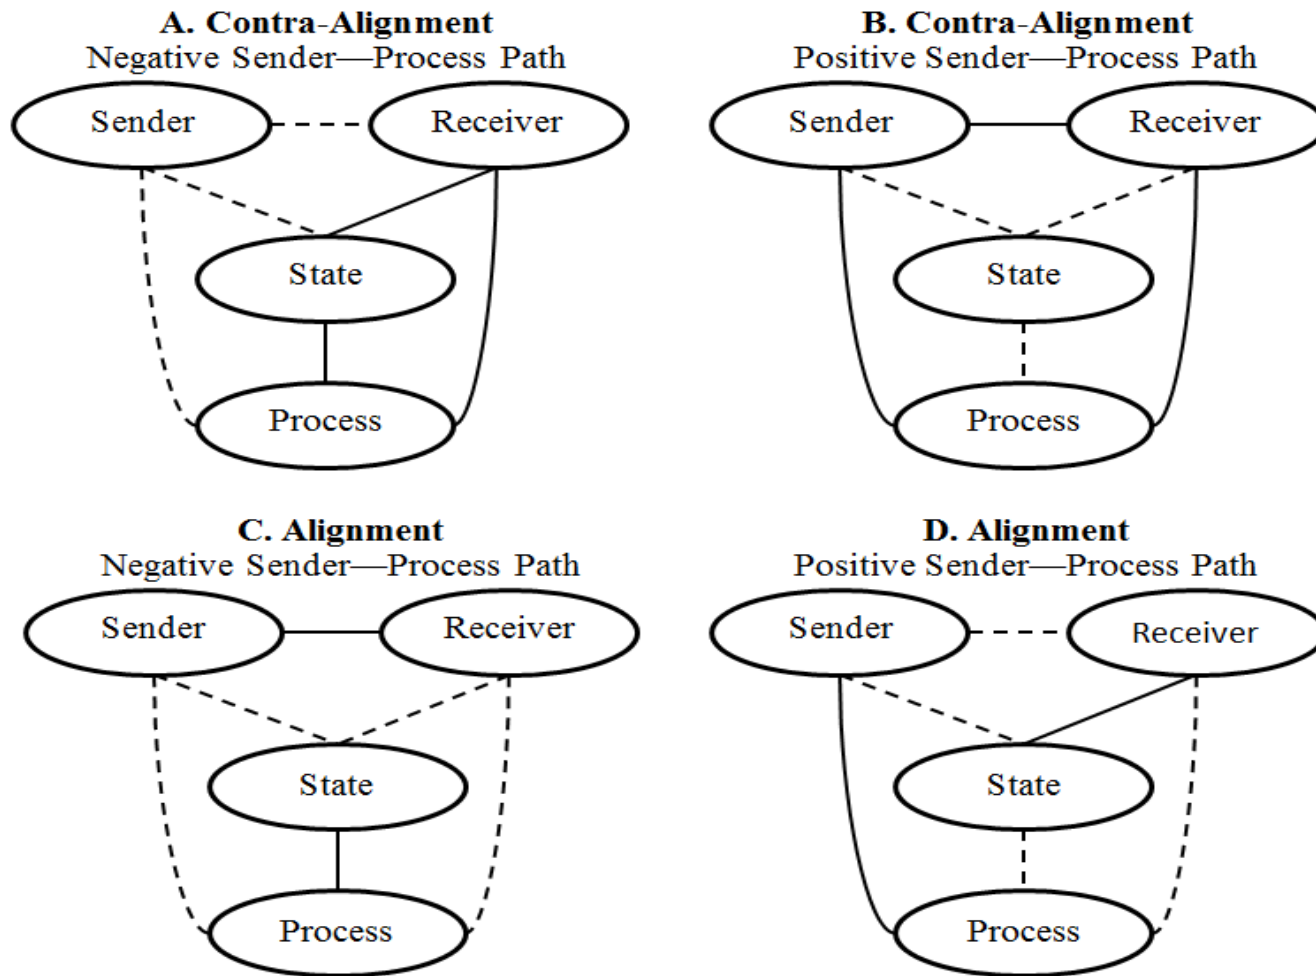 A. Contra-Alignment
Negative Sender—Process Path
Sender
Receiver
State
Process
B. Contra-Alignment
Positive Sender—Process Path
Sender
Receiver
State
Process
C. Alignment
Negative Sender—Process Path
Sender
Receiver
State
Process
D. Alignment
Positive Sender—Process Path
Sender
Receiver
State
Process